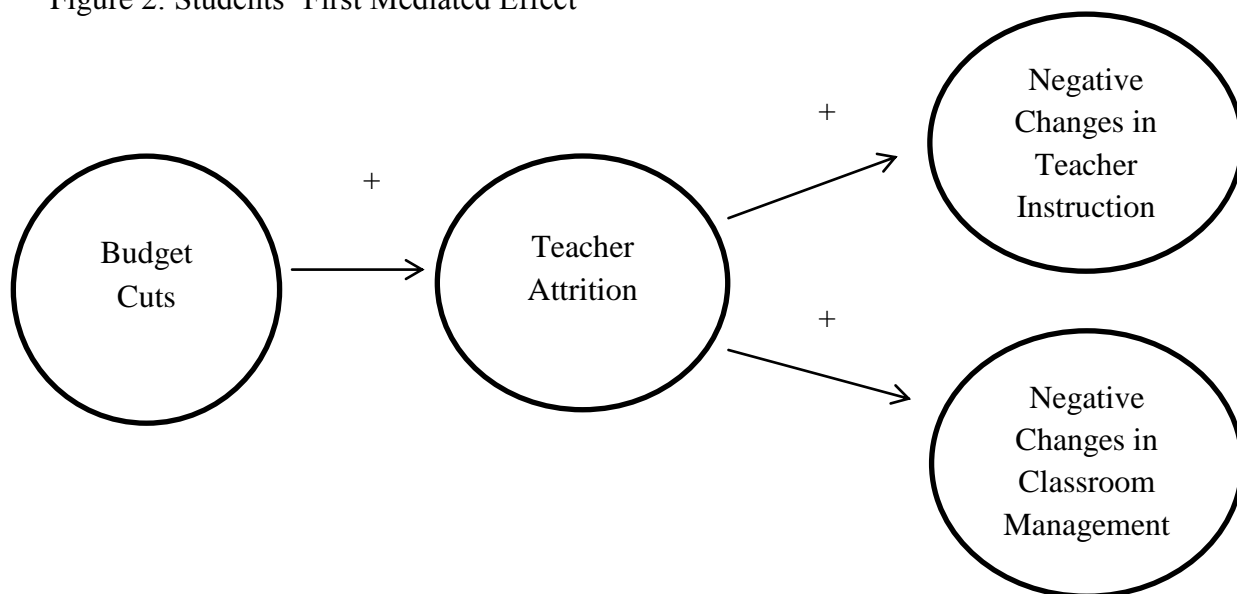 Figure 2: Students' First Mediated Effect
+
Budget
Cuts
+
Teacher
Attrition
+
Negative
Changes in
Teacher
Instruction
Negative
Changes in
Classroom
Management